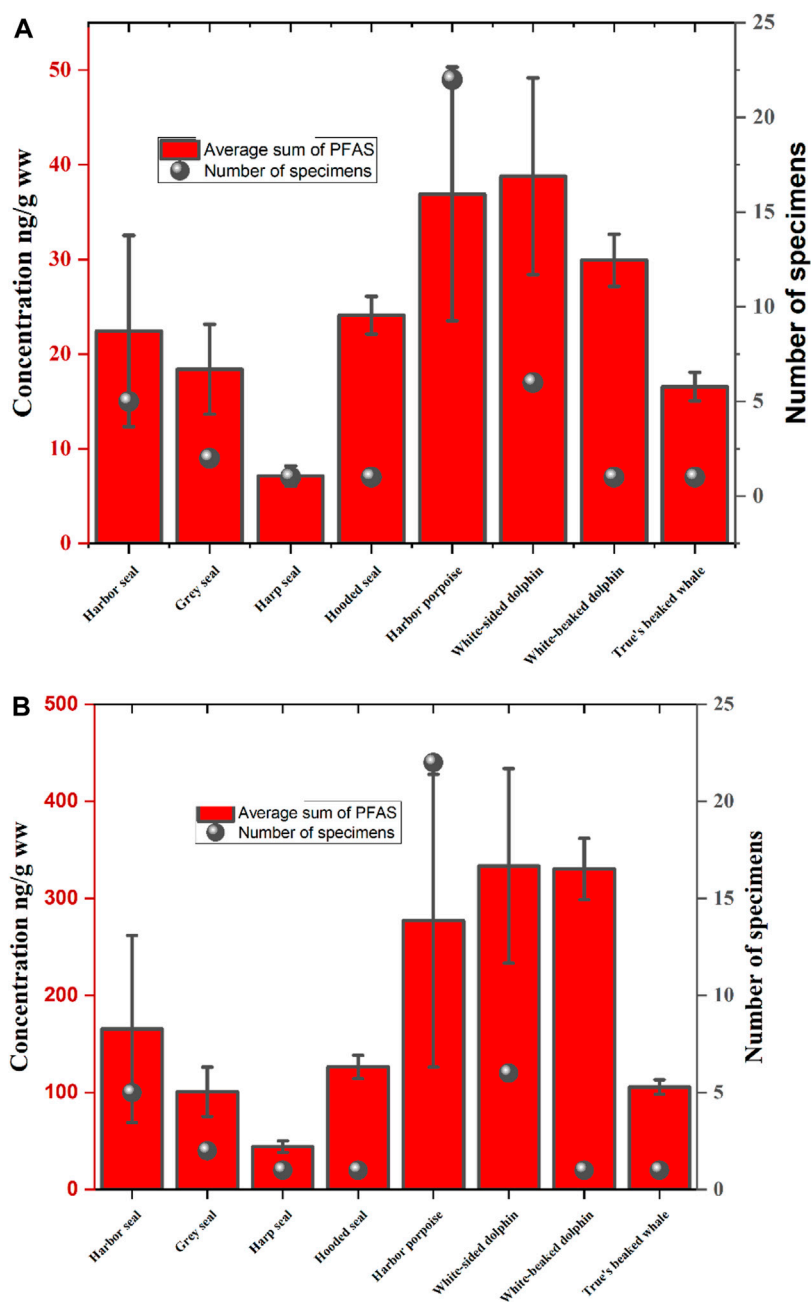 A
Concentration ng/g ww
50
40
30
20
10
0
Average sum of PFAS
Number of specimens
25
20
15
10
5
0
Number of specimens
Harbor seal
Grey seal
Harp seal
Hooded seal
Harbor porpoise
White-sided dolphin
White-beaked dolphin
True's beaked whale
B
Concentration ng/g ww
500
400
300
200
100
0
Average sum of PFAS
Number of specimens
25
20
15
10
5
0
Number of specimens
Harbor seal
Grey seal
Harp seal
Hooded seal
Harbor porpoise
White-sided dolphin
White-beaked dolphin
True's beaked whale